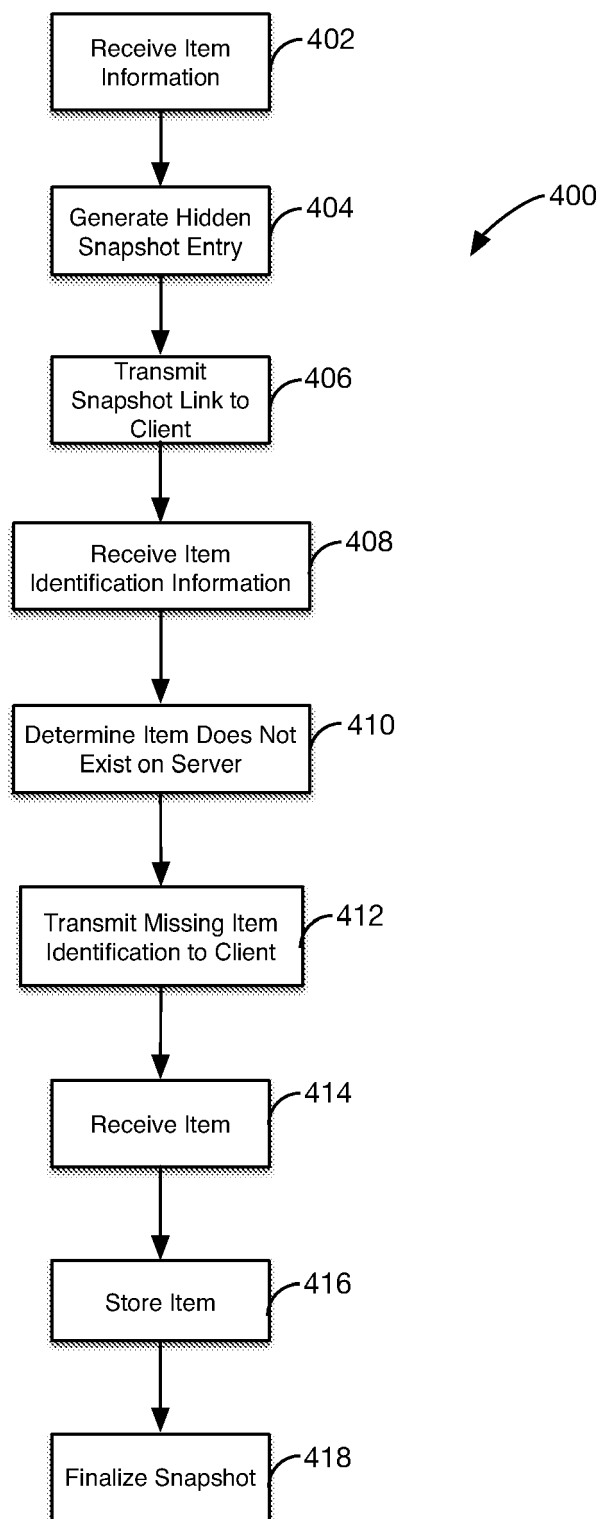 Receive Item
Information
402
Generate Hidden
Snapshot Entry
404
400
Transmit
Snapshot Link to
Client
406
Receive Item
Identification Information
408
Determine Item Does Not
Exist on Server
410
Transmit Missing Item
Identification to Client
412
Receive Item
414
Store Item
416
Finalize Snapshot
418